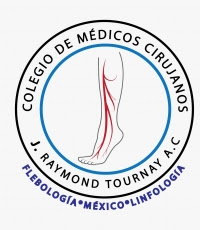 COLEGIO DE MÉDICOS CIRUJANOS
J. RAYMOND TOURNAY A.C
FLEBOLOGÍA•MÉXICO•LINFOLOGÍA